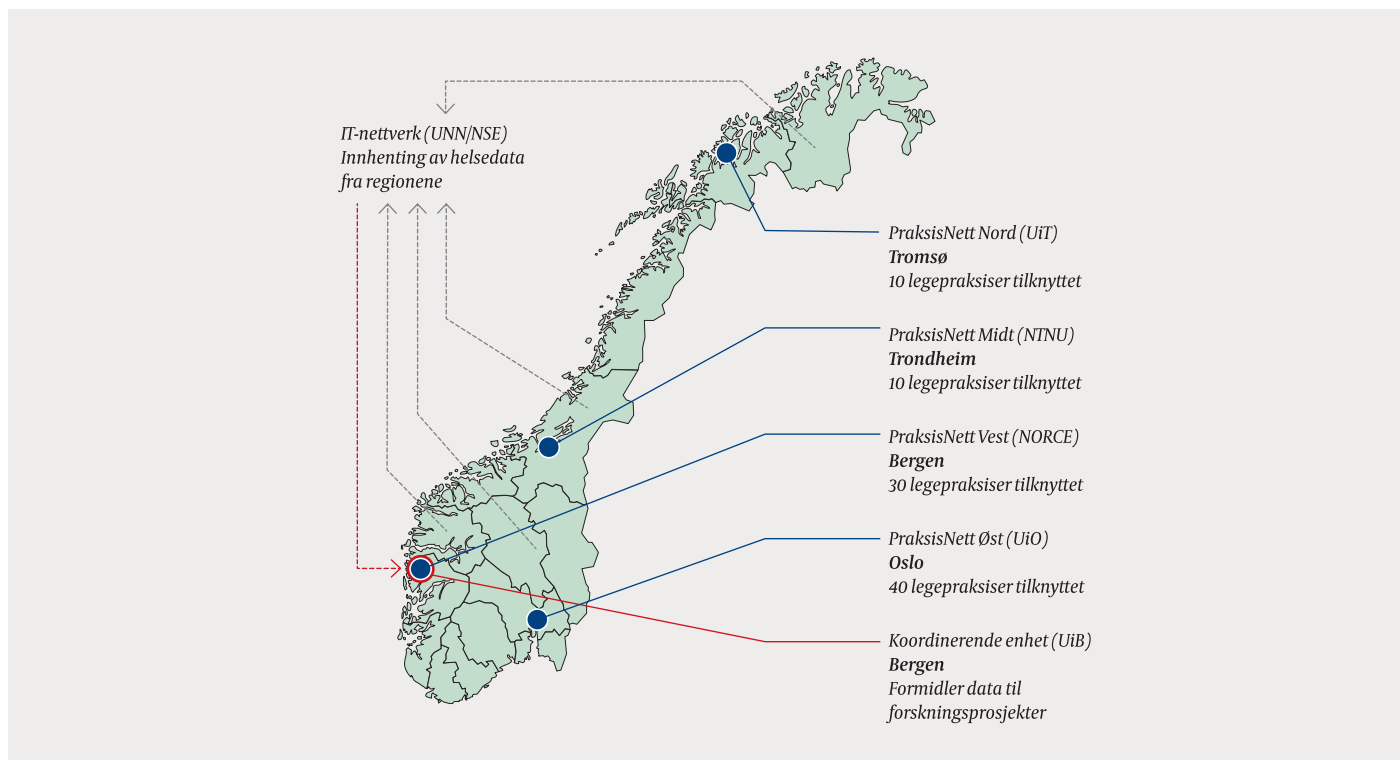 IT-nettverk (UNN/NSE)
Innhenting av helsedata
fra regionene
PraksisNett Nord (UiT)
Tromsø
10 legepraksiser tilknyttet
PraksisNett Midt (NTNU)
Trondheim
10 legepraksiser tilknyttet
PraksisNett Vest (NORCE)
Bergen
30 legepraksiser tilknyttet
PraksisNett Øst (UiO)
Oslo
40 legepraksiser tilknyttet
Koordinerende enhet (UiB)
Bergen
Formidler data til
forskningsprosjekter